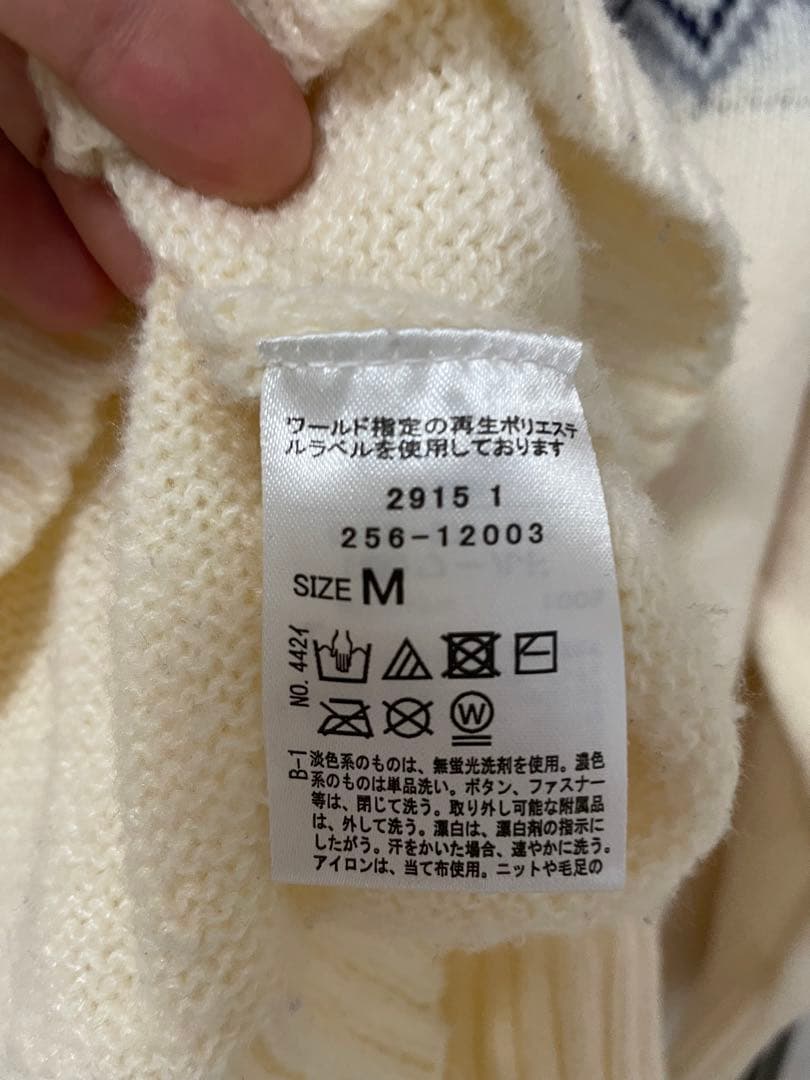 ワールド指定の再生ポリエステ
ルラベルを使用しております
2915 1
256-12003
SIZE M
NO. 4421
W
B-1
淡色系のものは、無蛍光洗剤を使用。濃色
系のものは単品洗い。ボタン、ファスナー
等は、閉じて洗う。取り外し可能な附属品
は、外して洗う。漂白は、漂白剤の指示に
したがう。汗をかいた場合、速やかに洗う。
アイロンは、当て布使用。ニットや毛足の